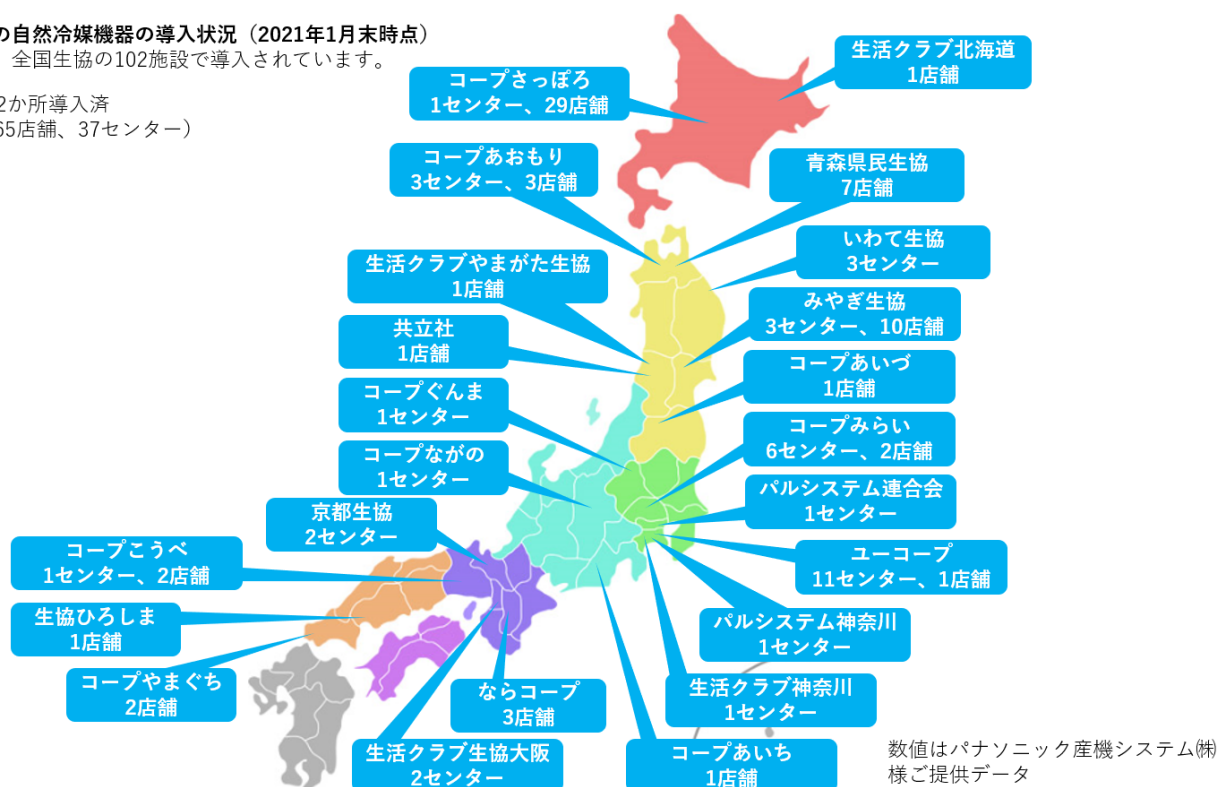 の自然冷媒機器の導入状況（2021年1月末時点）
全国生協の102施設で導入されています。
2か所導入済
65店舗、37センター）
生活クラブ北海道
1店舗
コープさっぽろ
1センター、29店舗
コープあおもり
3センター、3店舗
青森県民生協
7店舗
いわて生協
3センター
生活クラブやまがた生協
1店舗
みやぎ生協
3センター、10店舗
共立社
1店舗
コープあいづ
1店舗
コープぐんま
1センター
コープみらい
6センター、2店舗
コープながの
1センター
パルシステム連合会
1センター
京都生協
2センター
コープこうべ
1センター、2店舗
ユーコープ
11センター、1店舗
生協ひろしま
1店舗
パルシステム神奈川
1センター
コープやまぐち
2店舗
ならコープ
3店舗
生活クラブ神奈川
1センター
生活クラブ生協大阪
2センター
コープあいち
1店舗
数値はパナソニック産機システム㈱
様ご提供データ